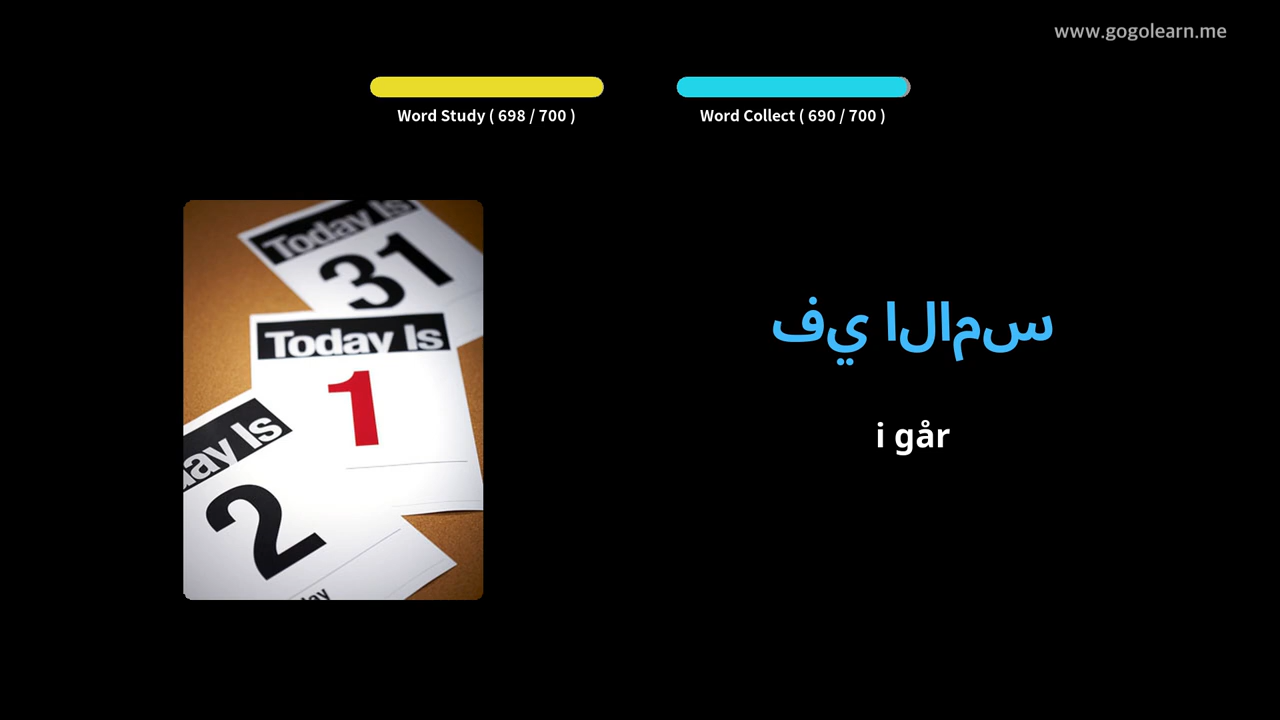 www.gogolearn.me
Word Study ( 698 / 700 )
Word Collect ( 690 / 700 )
Today Is
31
Today Is
1
ay Is
2
في الامس
i går